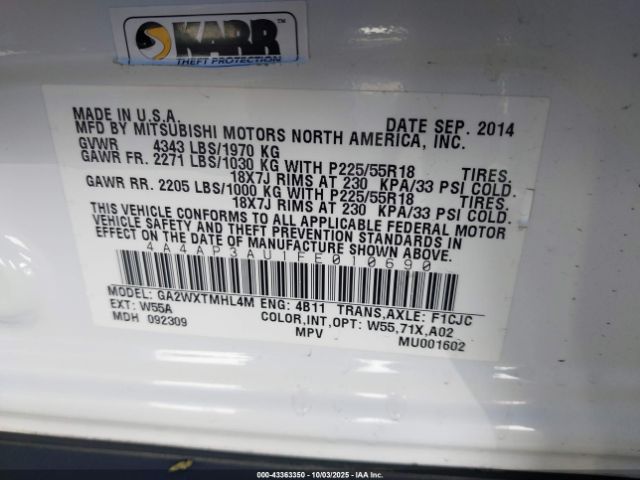 KARR™
THEFT PROTECTION
MADE IN U.S.A. DATE SEP. 2014
MFD BY MITSUBISHI MOTORS NORTH AMERICA, INC.
GVWR 4343 LBS/1970 KG
GAWR FR. 2271 LBS/1030 KG WITH P225/55R18 TIRES.
18X7J RIMS AT 230 KPA/33 PSI COLD.
GAWR RR. 2205 LBS/1000 KG WITH P225/55R18 TIRES.
18X7J RIMS AT 230 KPA/33 PSI COLD.
THIS VEHICLE CONFORMS TO ALL APPLICABLE FEDERAL MOTOR
VEHICLE SAFETY AND THEFT PREVENTION STANDARDS IN
EFFECT ON THE DATE OF MANUFACTURE SHOWN ABOVE.
4A4AP3AU1FE010690
MODEL: GA2WXTMHL4M ENG: 4B11 TRANS,AXLE: F1CJC
EXT: W55A COLOR,INT,OPT: W55,71X,A02
MDH 092309 MPV MU001602
000-43363350 - 10/03/2025 - IAA Inc.